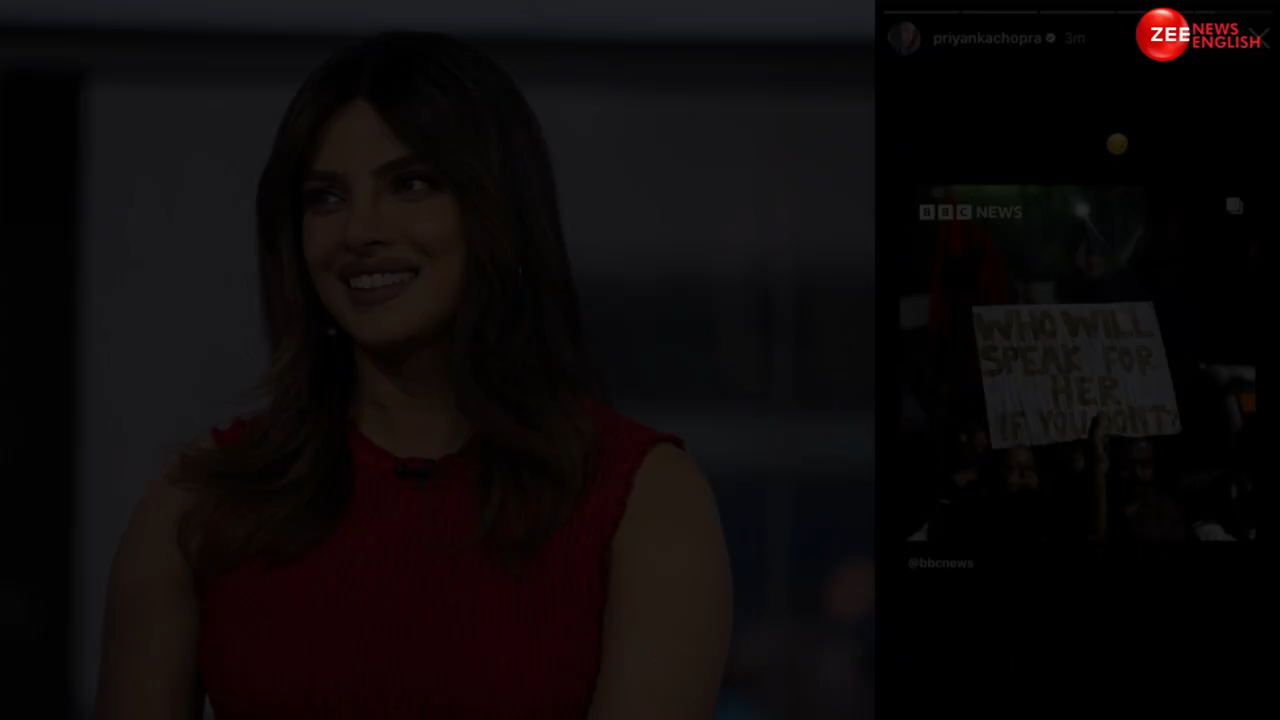 priyankachopra 3m
ZEE NEWS
ENGLISH
BBC NEWS
WHO WILL
SPEAK FOR
HER
IF YOU DON'T?
@bbcnews